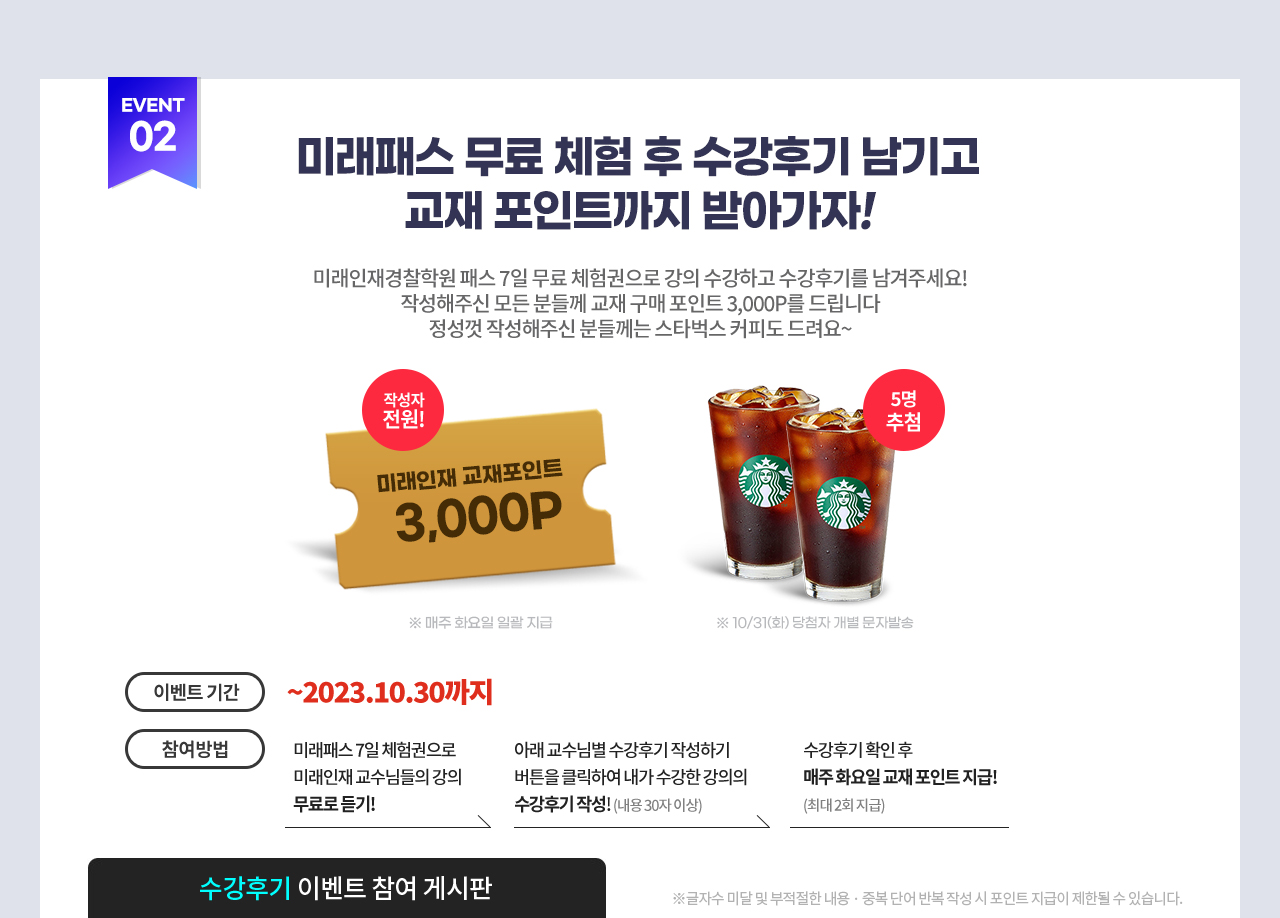 EVENT
02
미래패스 무료 체험 후 수강후기 남기고
교재 포인트까지 받아가자!
미래인재경찰학원 패스 7일 무료 체험권으로 강의 수강하고 수강후기를 남겨주세요!
작성해주신 모든 분들께 교재 구매 포인트 3,000P를 드립니다
정성껏 작성해주신 분들께는 스타벅스 커피도 드려요~
작성자
전원!
미래인재 교재포인트
3,000P
※ 매주 화요일 일괄 지급
5명
추첨
※ 10/31(화) 당첨자 개별 문자발송
이벤트 기간
~2023.10.30까지
참여방법
미래패스 7일 체험권으로
미래인재 교수님들의 강의
무료로 듣기!
아래 교수님별 수강후기 작성하기
버튼을 클릭하여 내가 수강한 강의의
수강후기 작성! (내용 30자 이상)
수강후기 확인 후
매주 화요일 교재 포인트 지급!
(최대 2회 지급)
수강후기 이벤트 참여 게시판
※글자수 미달 및 부적절한 내용 · 중복 단어 반복 작성 시 포인트 지급이 제한될 수 있습니다.